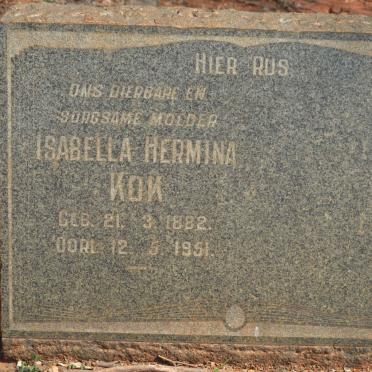 HIER RUS
ONS DIERBARE EN
SORGSAME MOEDER
ISABELLA HERMINA
KOK
GEB. 21. 3. 1882.
OORL. 12 5 1951.